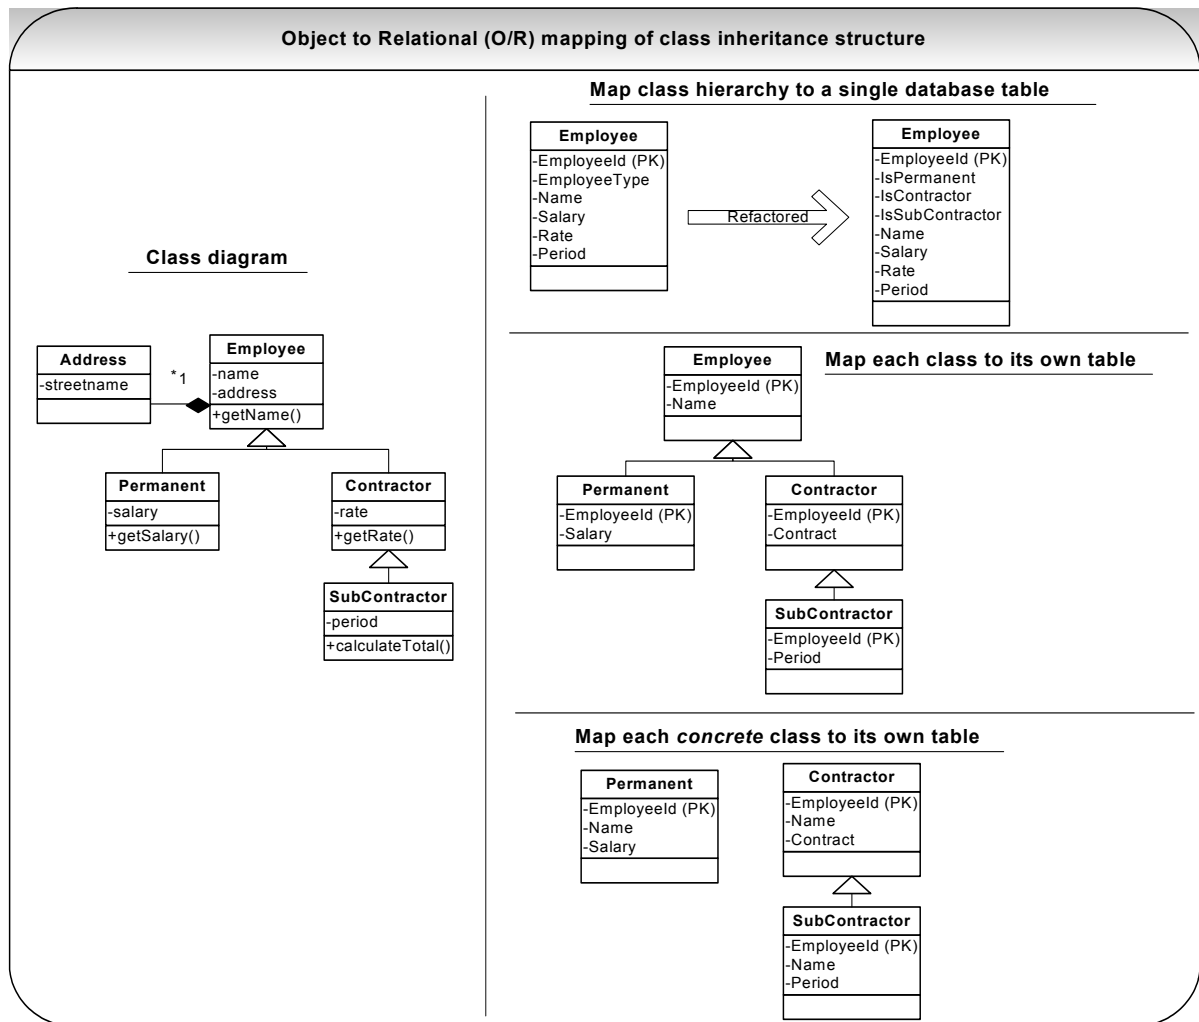 Object to Relational (O/R) mapping of class inheritance structure
Class diagram
Address
-streetname
*
1
Employee
-name
-address
+getName()
Permanent
-salary
+getSalary()
Contractor
-rate
+getRate()
SubContractor
-period
+calculateTotal()
Map class hierarchy to a single database table
Employee
-EmployeeId (PK)
-EmployeeType
-Name
-Salary
-Rate
-Period
Refactored
Employee
-EmployeeId (PK)
-IsPermanent
-IsContractor
-IsSubContractor
-Name
-Salary
-Rate
-Period
Map each class to its own table
Employee
-EmployeeId (PK)
-Name
Permanent
-EmployeeId (PK)
-Salary
Contractor
-EmployeeId (PK)
-Contract
SubContractor
-EmployeeId (PK)
-Period
Map each concrete class to its own table
Permanent
-EmployeeId (PK)
-Name
-Salary
Contractor
-EmployeeId (PK)
-Name
-Contract
SubContractor
-EmployeeId (PK)
-Name
-Period